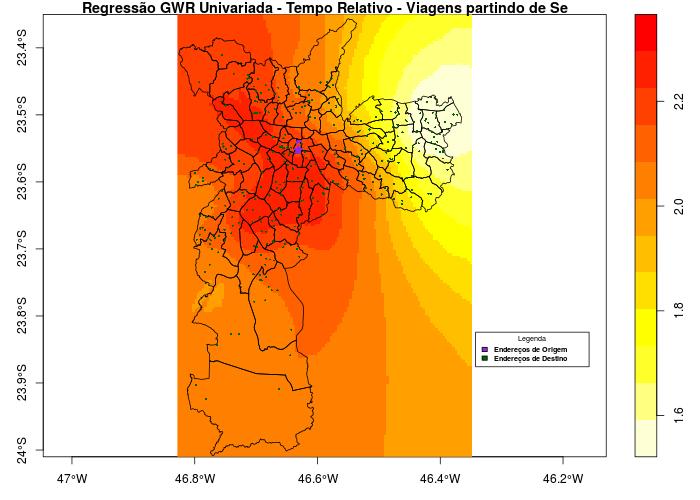 Regressão GWR Univariada - Tempo Relativo - Viagens partindo de Se
23.4°S
23.5°S
23.6°S
23.7°S
23.8°S
23.9°S
24°S
47°W
46.8°W
46.6°W
46.4°W
46.2°W
Legenda
Endereços de Origem
Endereços de Destino
2.2
2.0
1.8
1.6